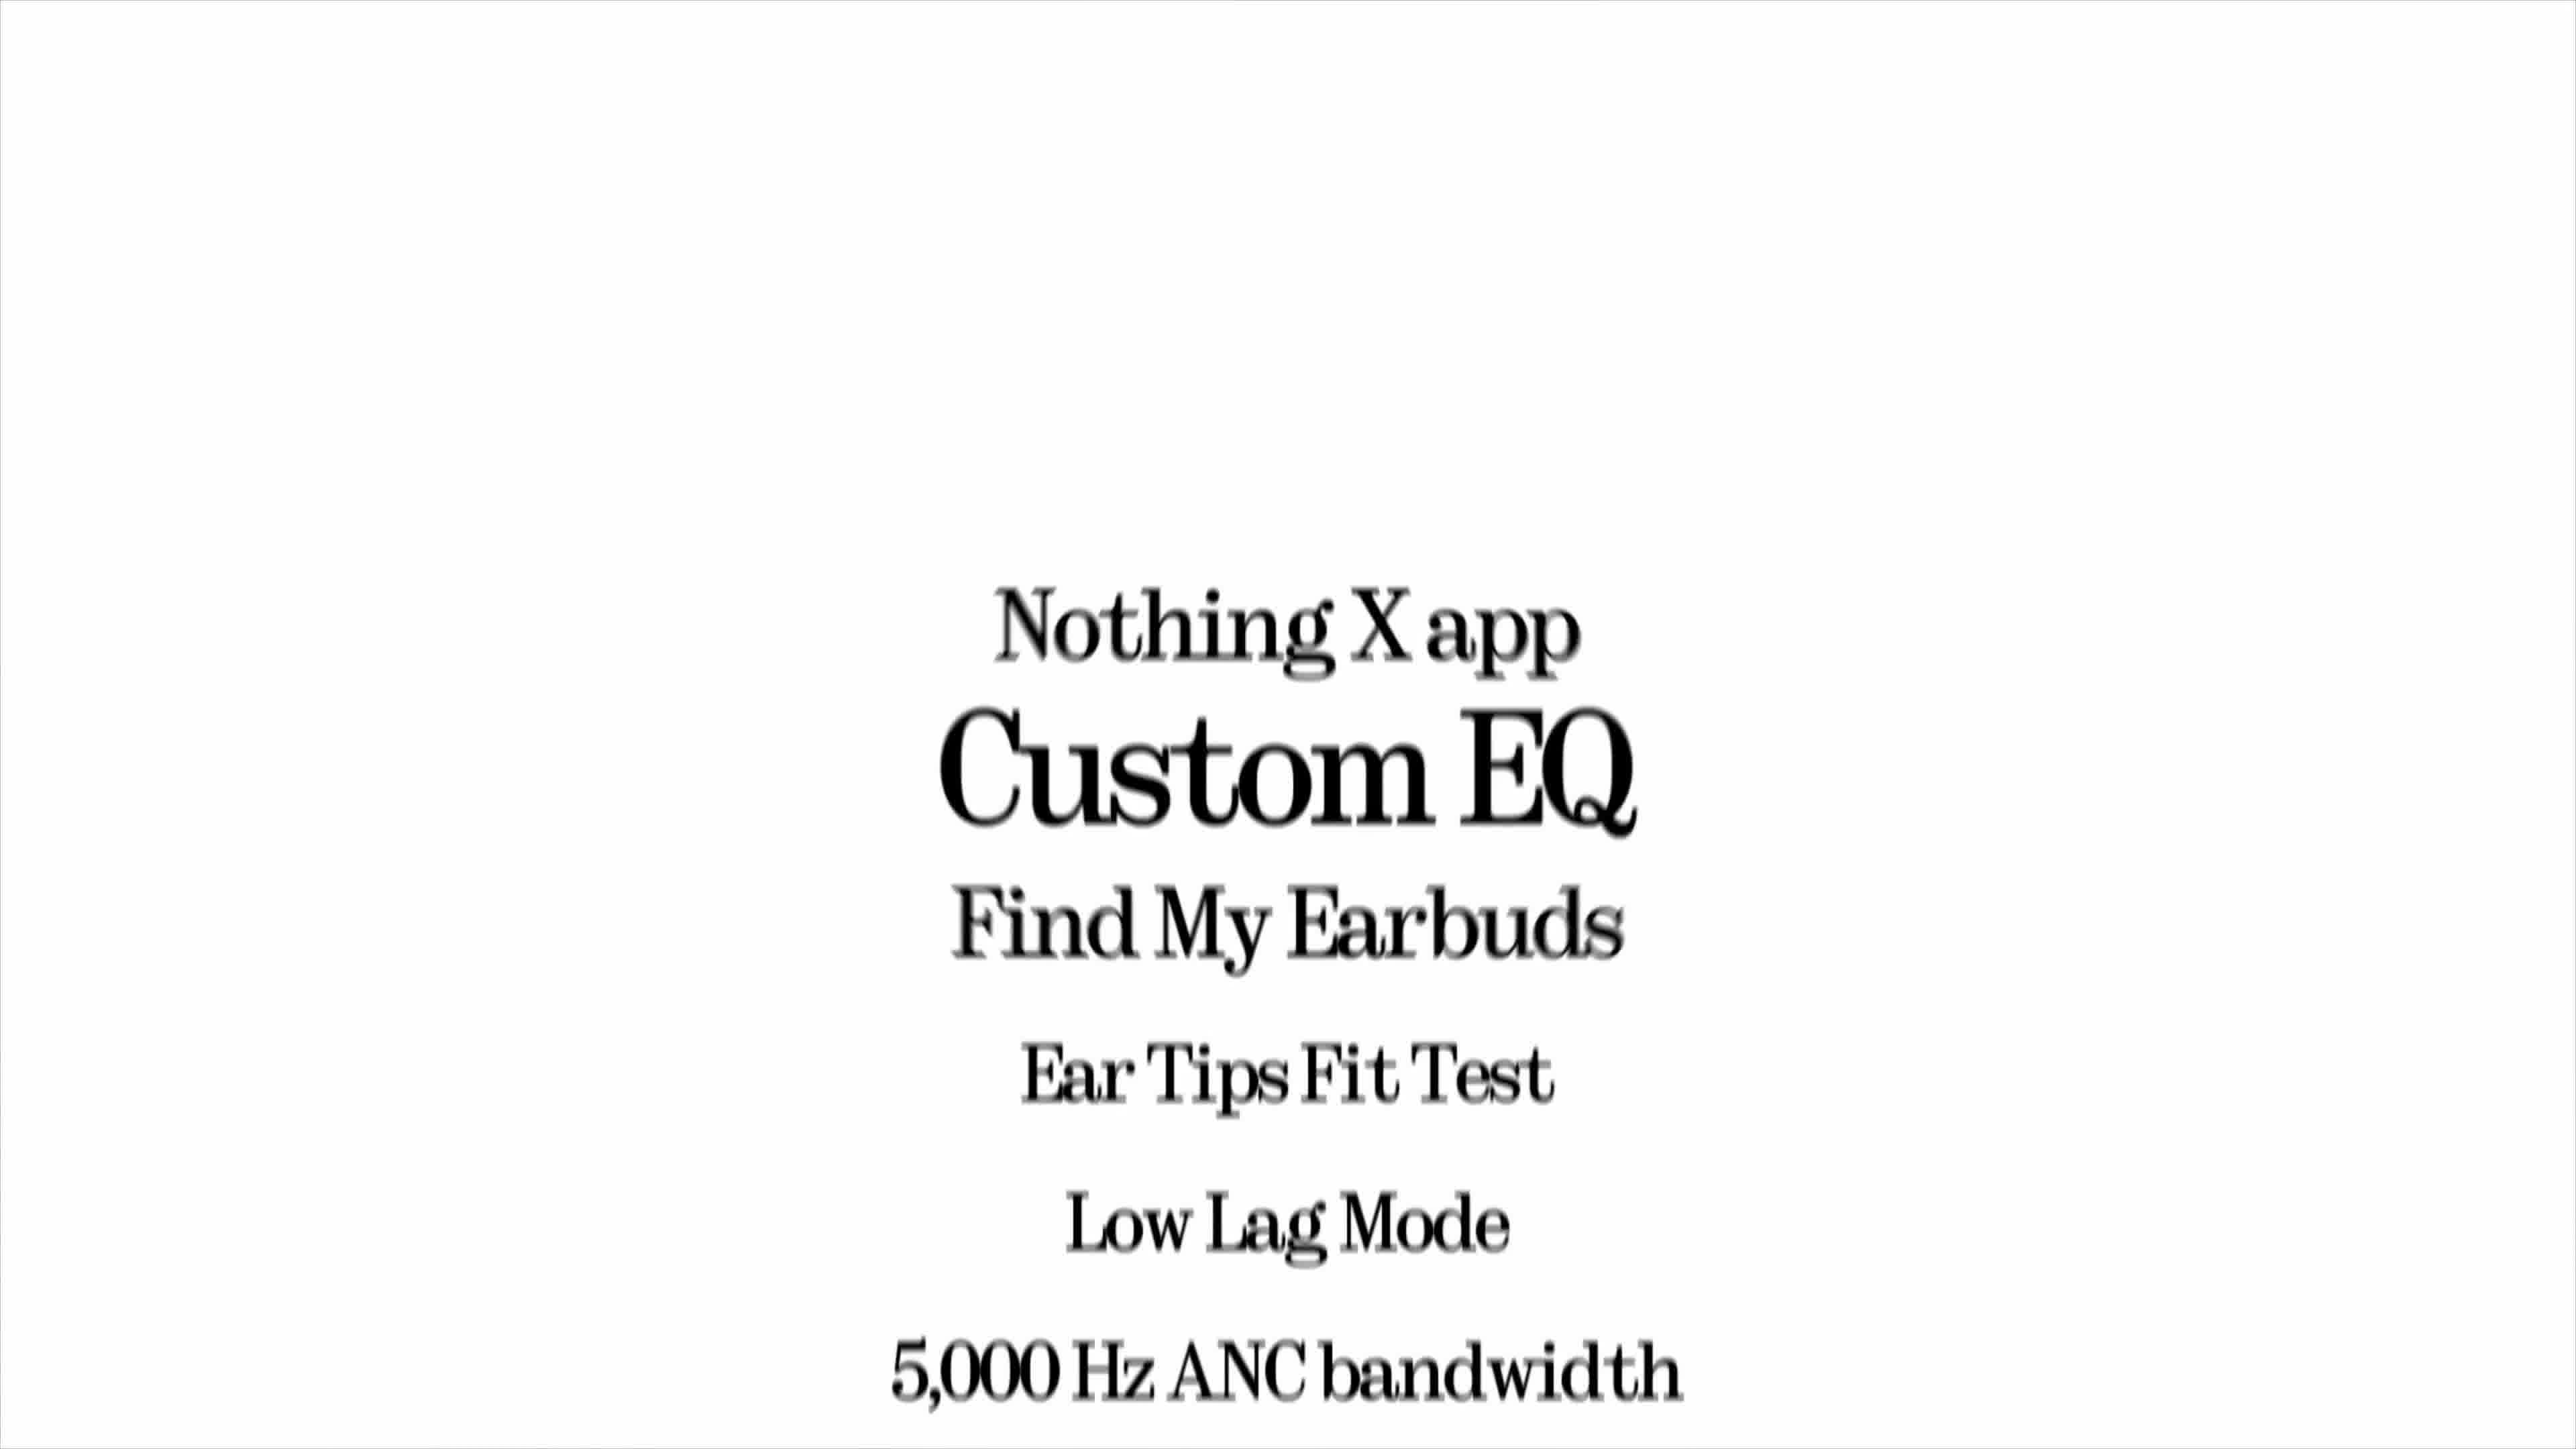 Nothing X app
Custom EQ
Find My Earbuds
Ear Tips Fit Test
Low Lag Mode
5,000 Hz ANC bandwidth